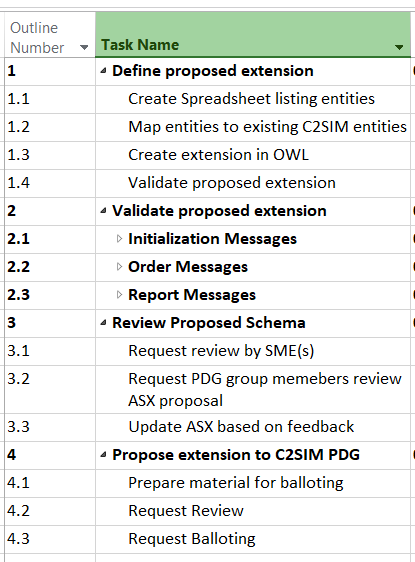 Outline
Number Task Name
1 Define proposed extension
1.1 Create Spreadsheet listing entities
1.2 Map entities to existing C2SIM entities
1.3 Create extension in OWL
1.4 Validate proposed extension
2 Validate proposed extension
2.1 Initialization Messages
2.2 Order Messages
2.3 Report Messages
3 Review Proposed Schema
3.1 Request review by SME(s)
3.2 Request PDG group memebers review
ASX proposal
3.3 Update ASX based on feedback
4 Propose extension to C2SIM PDG
4.1 Prepare material for balloting
4.2 Request Review
4.3 Request Balloting